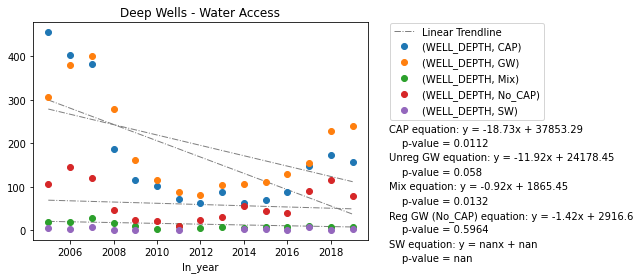 Deep Wells - Water Access
400
300
200
100
0
2006
2008
2010
2012
2014
2016
2018
In_year
Linear Trendline
(WELL_DEPTH, CAP)
(WELL_DEPTH, GW)
(WELL_DEPTH, Mix)
(WELL_DEPTH, No_CAP)
(WELL_DEPTH, SW)
CAP equation: y = -18.73x + 37853.29
p-value = 0.0112
Unreg GW equation: y = -11.92x + 24178.45
p-value = 0.058
Mix equation: y = -0.92x + 1865.45
p-value = 0.0132
Reg GW (No_CAP) equation: y = -1.42x + 2916.6
p-value = 0.5964
SW equation: y = nanx + nan
p-value = nan